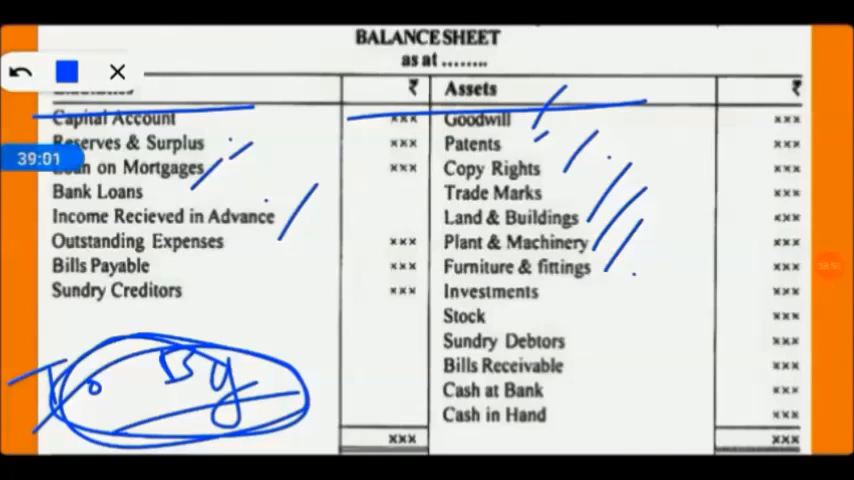 BALANCE SHEET
as at ........
₹ Assets ₹
Capital Account xxx Goodwill xxx
Reserves & Surplus xxx Patents xxx
39:01
Loan on Mortgages xxx Copy Rights xxx
Bank Loans Trade Marks xxx
Income Recieved in Advance Land & Buildings xxx
Outstanding Expenses xxx Plant & Machinery xxx
Bills Payable xxx Furniture & fittings xxx
Sundry Creditors xxx Investments xxx
Stock xxx
Sundry Debtors xxx
Bills Receivable xxx
Cash at Bank xxx
Cash in Hand xxx
To By
xxx xxx